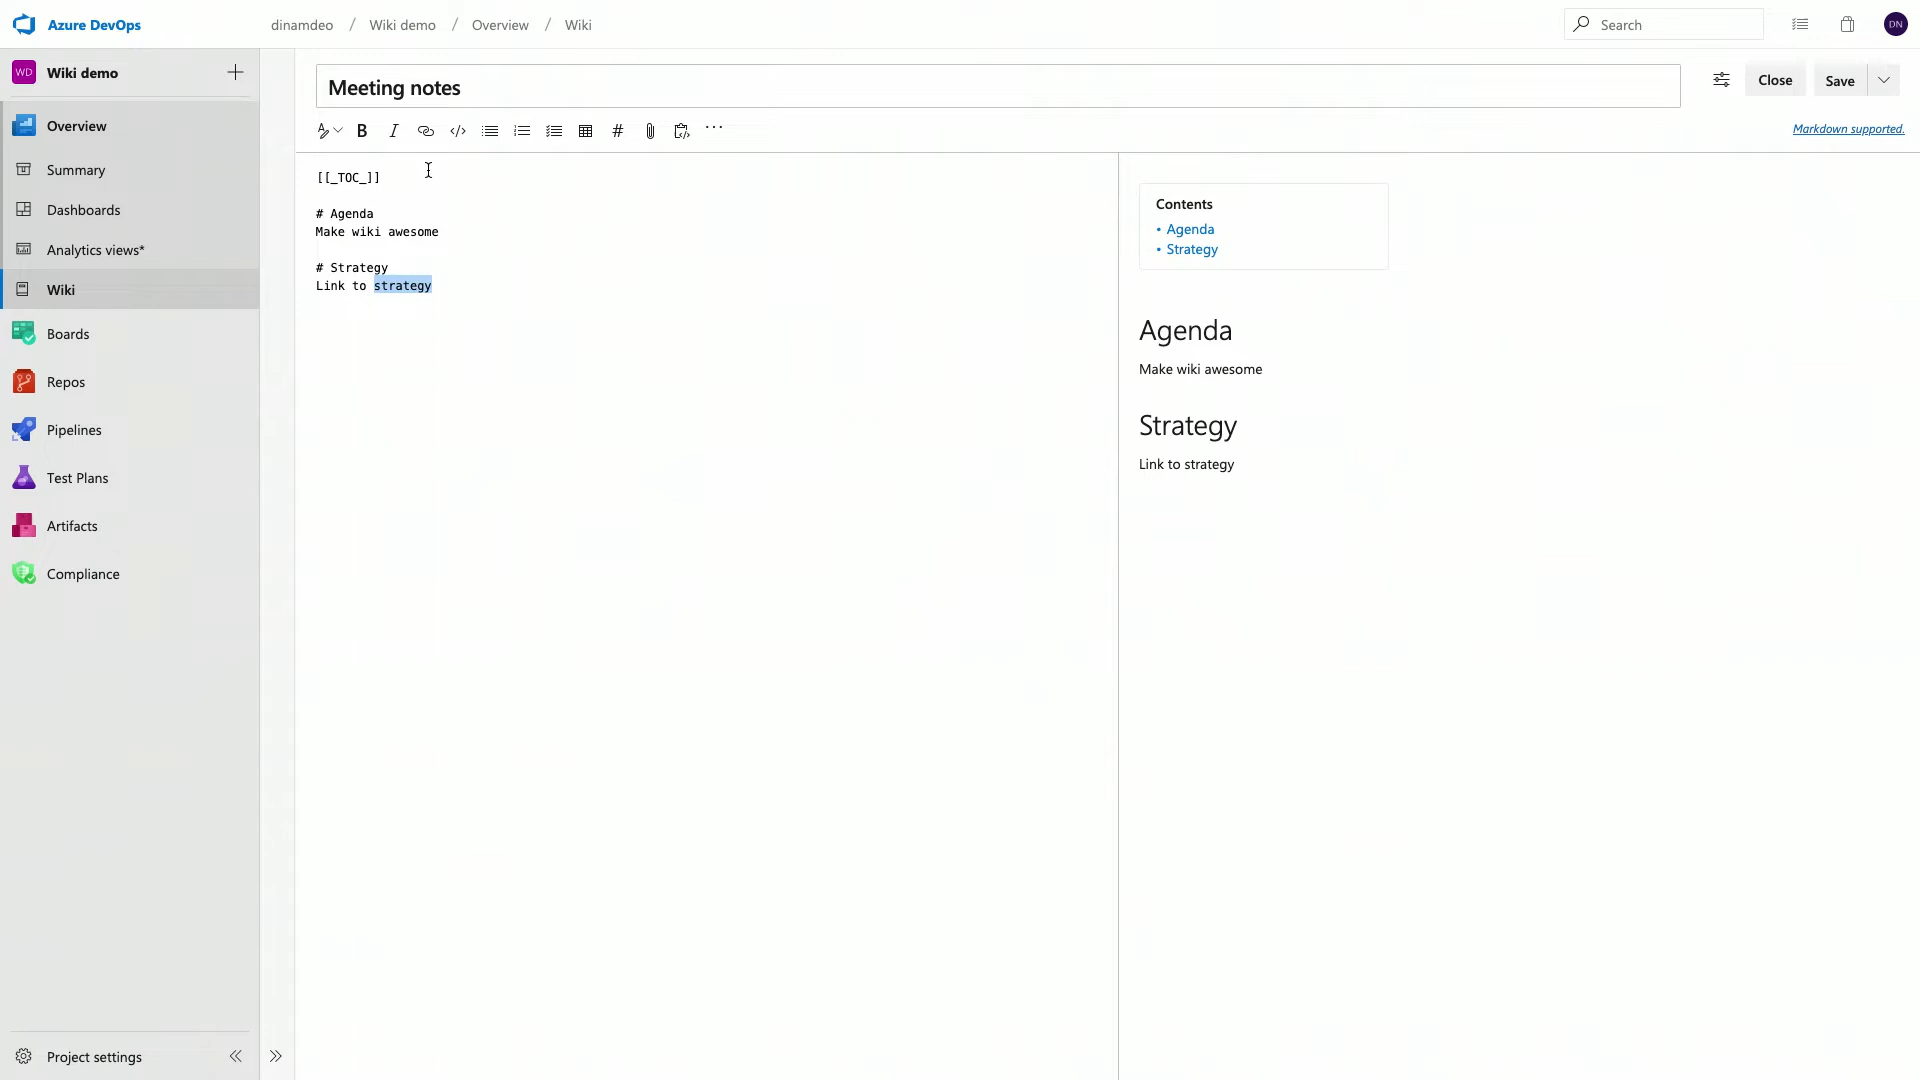 Azure DevOps
dinamdeo / Wiki demo / Overview / Wiki
Search
DN
WD Wiki demo
Overview
Summary
Dashboards
Analytics views*
Wiki
Boards
Repos
Pipelines
Test Plans
Artifacts
Compliance
Project settings
Meeting notes
Close
Save
B I </> # ...
Markdown supported.
[[_TOC_]]
# Agenda
Make wiki awesome
# Strategy
Link to strategy
Contents
• Agenda
• Strategy
Agenda
Make wiki awesome
Strategy
Link to strategy